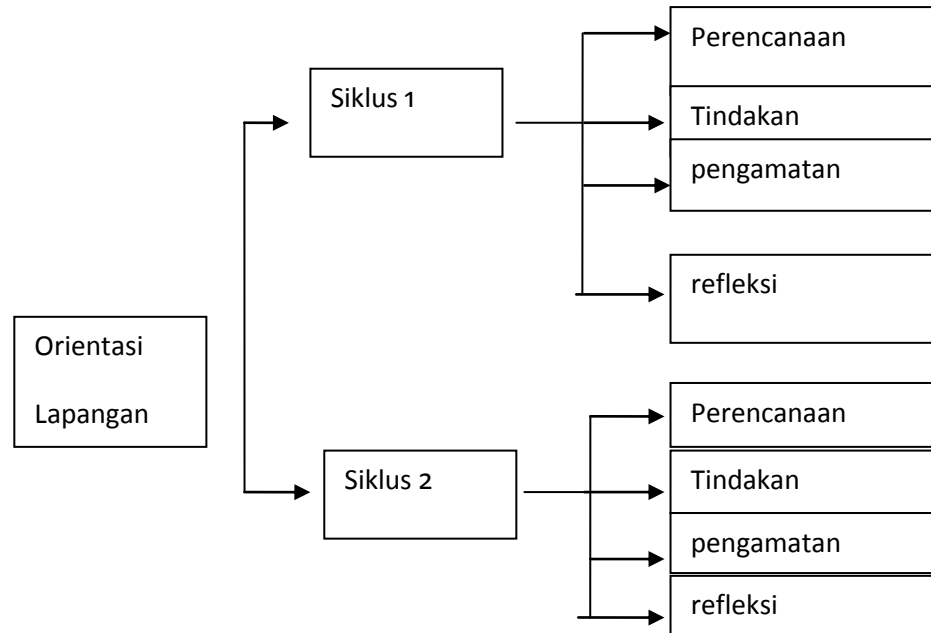 Orientasi
Lapangan
Siklus 1
Perencanaan
Tindakan
pengamatan
refleksi
Siklus 2
Perencanaan
Tindakan
pengamatan
refleksi